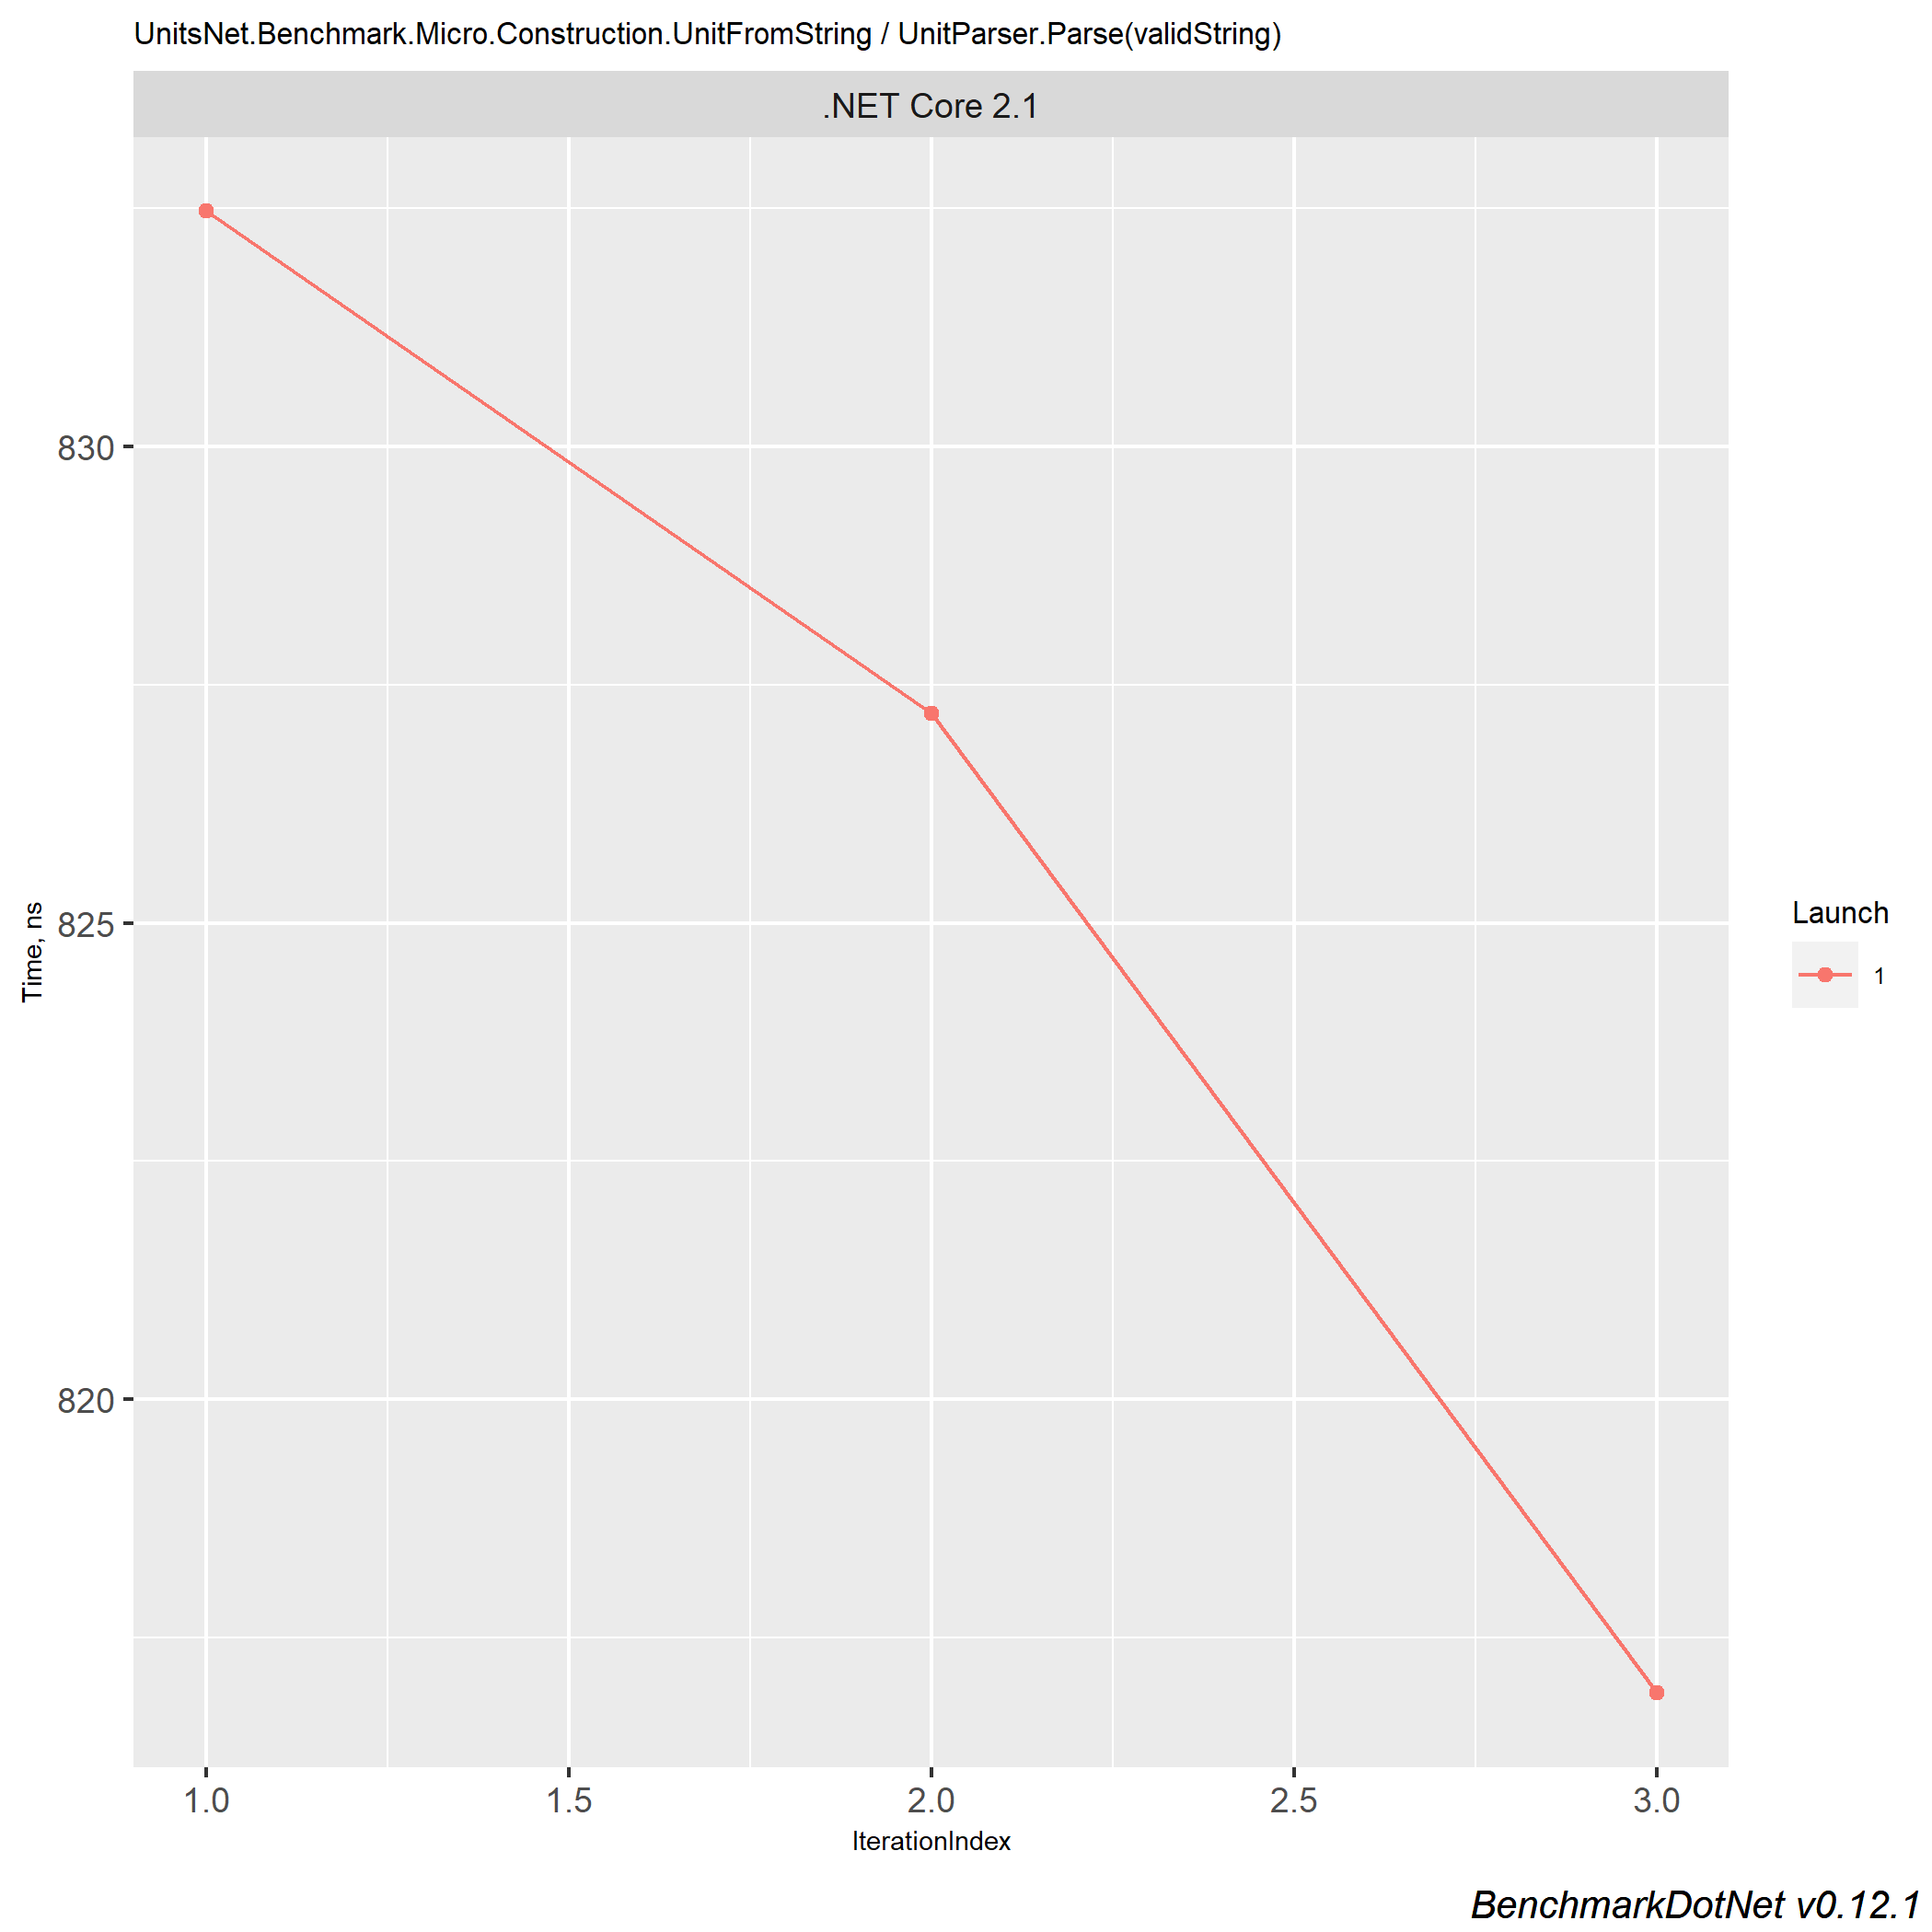 UnitsNet.Benchmark.Micro.Construction.UnitFromString / UnitParser.Parse(validString)
.NET Core 2.1
830
825
820
Time, ns
1.0 1.5 2.0 2.5 3.0
IterationIndex
Launch
1
BenchmarkDotNet v0.12.1